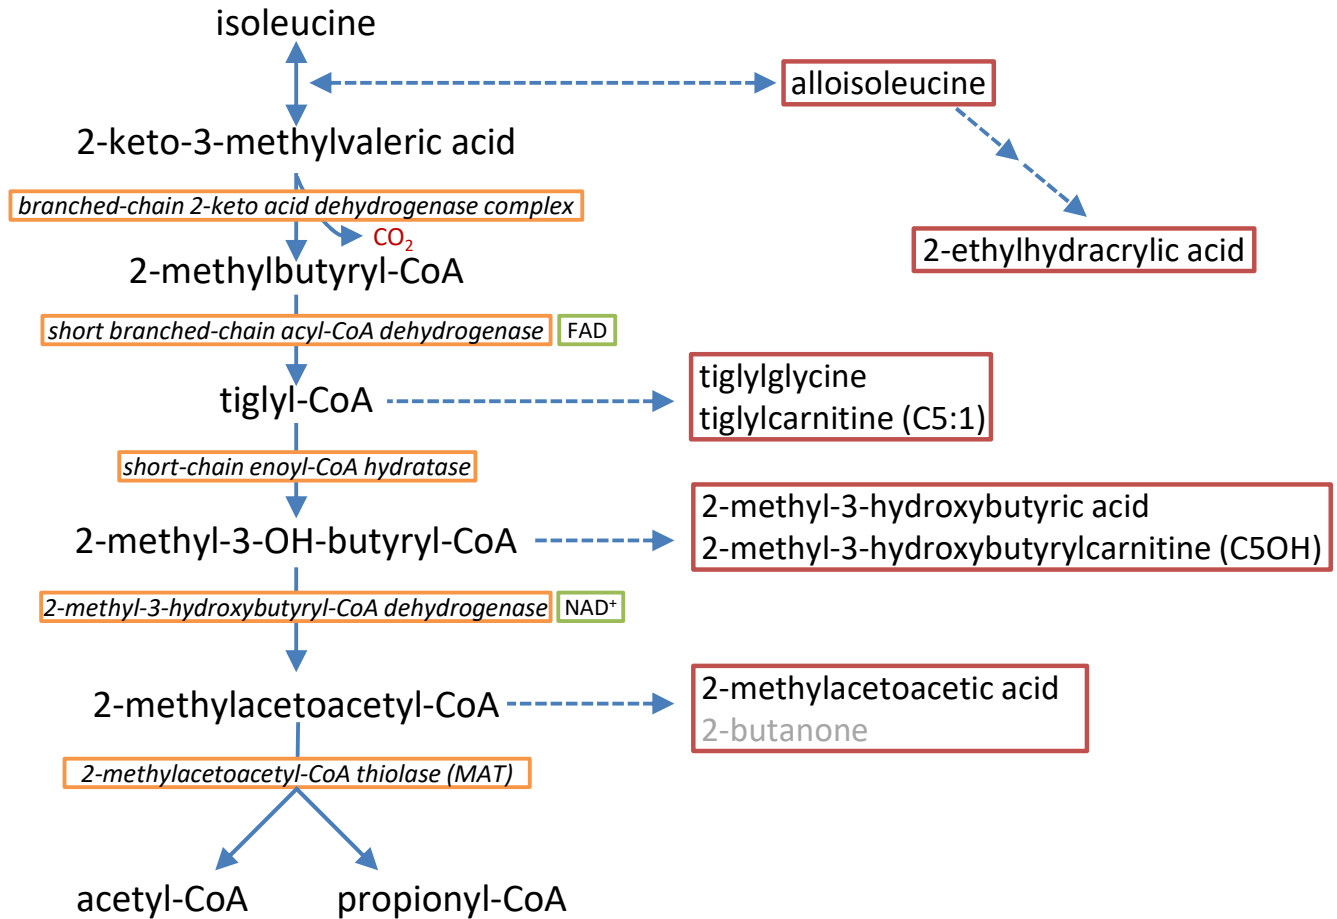 isoleucine
alloisoleucine
2-keto-3-methylvaleric acid
branched-chain 2-keto acid dehydrogenase complex
CO₂
2-ethylhydracrylic acid
2-methylbutyryl-CoA
short branched-chain acyl-CoA dehydrogenase
FAD
tiglyl-CoA
tiglylglycine
tiglylcarnitine (C5:1)
short-chain enoyl-CoA hydratase
2-methyl-3-OH-butyryl-CoA
2-methyl-3-hydroxybutyric acid
2-methyl-3-hydroxybutyrylcarnitine (C5OH)
2-methyl-3-hydroxybutyryl-CoA dehydrogenase
NAD⁺
2-methylacetoacetyl-CoA
2-methylacetoacetic acid
2-butanone
2-methylacetoacetyl-CoA thiolase (MAT)
acetyl-CoA
propionyl-CoA